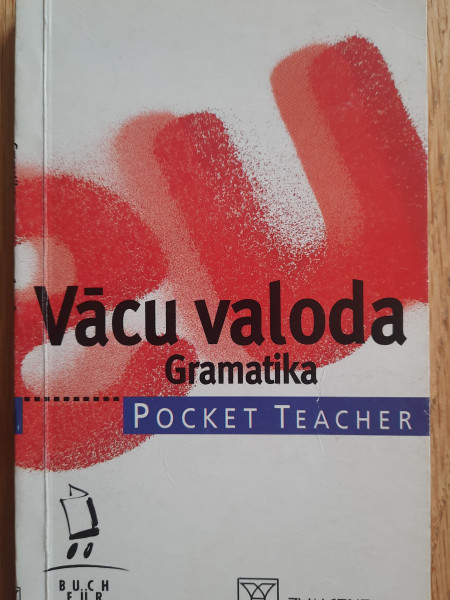 Vācu valoda
Gramatika
POCKET TEACHER
BUCH
FÜR